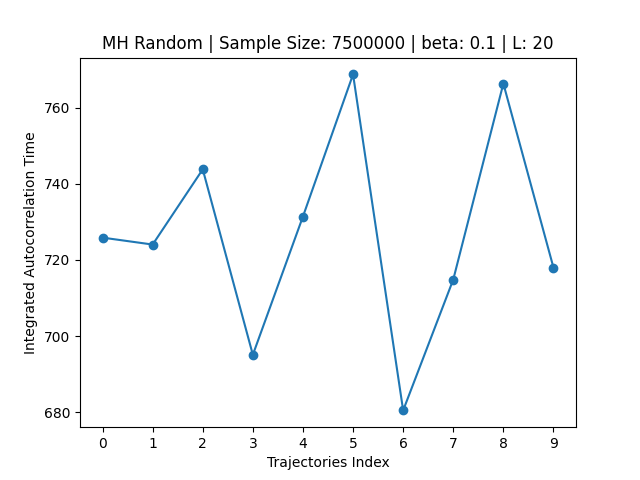 MH Random | Sample Size: 7500000 | beta: 0.1 | L: 20
Integrated Autocorrelation Time
760
740
720
700
680
0 1 2 3 4 5 6 7 8 9
Trajectories Index